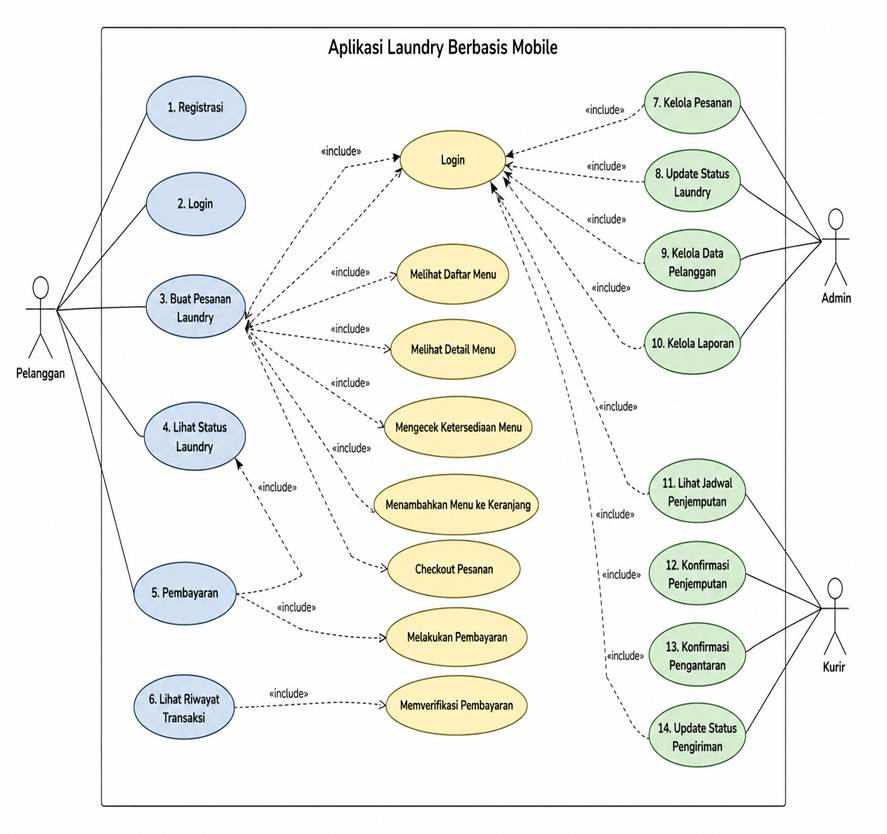 Aplikasi Laundry Berbasis Mobile
1. Registrasi
2. Login
3. Buat Pesanan
Laundry
4. Lihat Status
Laundry
5. Pembayaran
6. Lihat Riwayat
Transaksi
Pelanggan
«include»
«include»
«include»
«include»
«include»
«include»
«include»
«include»
Login
Melihat Daftar Menu
Melihat Detail Menu
Mengecek Ketersediaan Menu
Menambahkan Menu ke Keranjang
Checkout Pesanan
Melakukan Pembayaran
Memverifikasi Pembayaran
«include»
«include»
«include»
«include»
«include»
«include»
«include»
«include»
7. Kelola Pesanan
8. Update Status
Laundry
9. Kelola Data
Pelanggan
10. Kelola Laporan
11. Lihat Jadwal
Penjemputan
12. Konfirmasi
Penjemputan
13. Konfirmasi
Pengantaran
14. Update Status
Pengiriman
Admin
Kurir